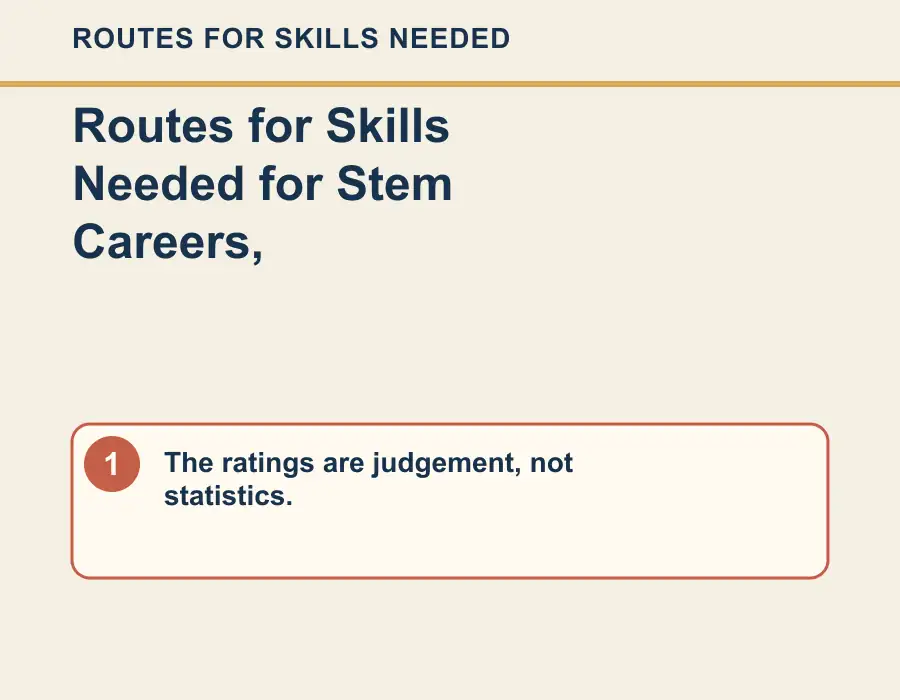 ROUTES FOR SKILLS NEEDED
Routes for Skills
Needed for Stem
Careers,
1
The ratings are judgement, not
statistics.